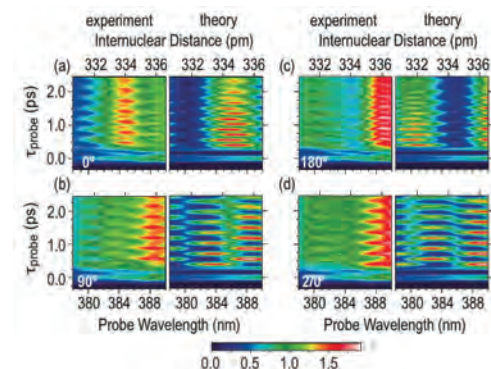 experiment theory experiment theory
Internuclear Distance (pm) Internuclear Distance (pm)
332 334 336 332 334 336 332 334 336 332 334 336
(a) (c)
2.0
1.0
0.0
τprobe (ps)
0° 180°
(b) (d)
2.0
1.0
0.0
τprobe (ps)
90° 270°
380 384 388 380 384 388 380 384 388 380 384 388
Probe Wavelength (nm) Probe Wavelength (nm)
0.0 0.5 1.0 1.5